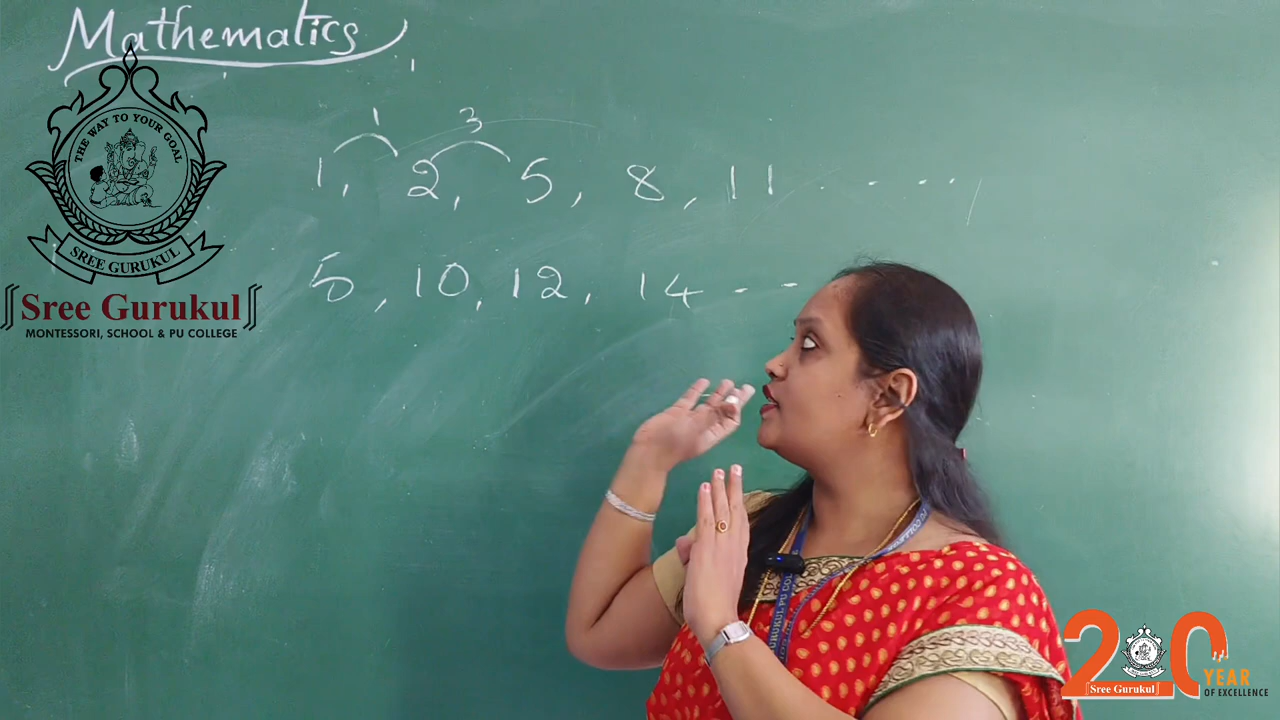 Mathematics
1 3
1, 2, 5, 8, 11 . - - - -
5, 10, 12, 14 - - -
THE WAY TO YOUR GOAL
SREE GURUKUL
Sree Gurukul
MONTESSORI, SCHOOL & PU COLLEGE
20
YEAR
OF EXCELLENCE
Sree Gurukul